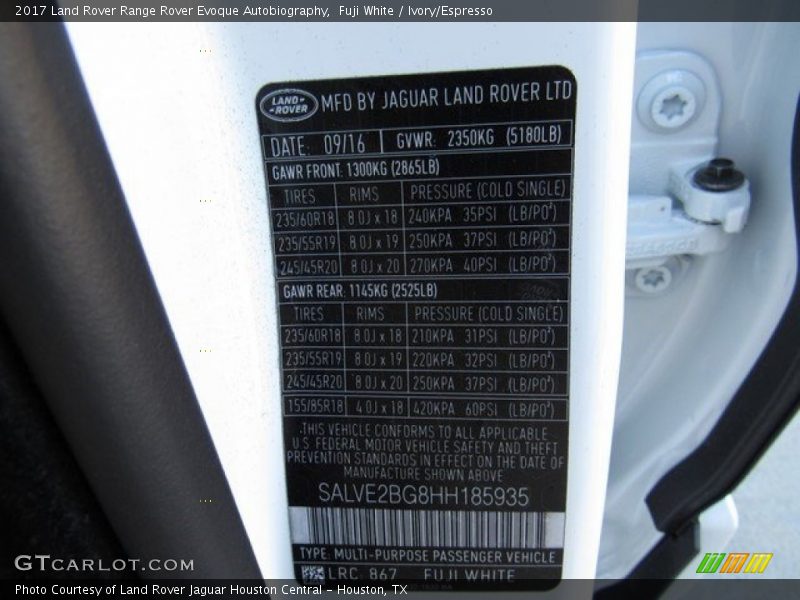 2017 Land Rover Range Rover Evoque Autobiography, Fuji White / Ivory/Espresso
LAND-
-ROVER
MFD BY JAGUAR LAND ROVER LTD
DATE: 09/16 GVWR: 2350KG (5180LB)
GAWR FRONT: 1300KG (2865LB)
TIRES RIMS PRESSURE (COLD SINGLE)
235/60R18 8.0J x 18 240KPA 35PSI (LB/PO²)
235/55R19 8.0J x 19 250KPA 37PSI (LB/PO²)
245/45R20 8.0J x 20 270KPA 40PSI (LB/PO²)
GAWR REAR: 1145KG (2525LB)
TIRES RIMS PRESSURE (COLD SINGLE)
235/60R18 8.0J x 18 210KPA 31PSI (LB/PO²)
235/55R19 8.0J x 19 220KPA 32PSI (LB/PO²)
245/45R20 8.0J x 20 250KPA 37PSI (LB/PO²)
155/85R18 4.0J x 18 420KPA 60PSI (LB/PO²)
THIS VEHICLE CONFORMS TO ALL APPLICABLE
U.S FEDERAL MOTOR VEHICLE SAFETY AND THEFT
PREVENTION STANDARDS IN EFFECT ON THE DATE OF
MANUFACTURE SHOWN ABOVE
SALVE2BG8HH185935
TYPE: MULTI-PURPOSE PASSENGER VEHICLE
LRC 867 FUJI WHITE
GTCARLOT.COM
Photo Courtesy of Land Rover Jaguar Houston Central - Houston, TX